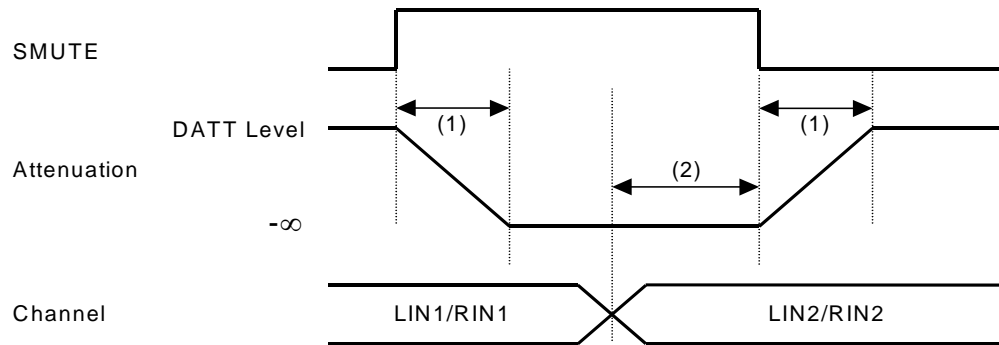 SMUTE
(1)
(1)
DATT Level
Attenuation
(2)
-∞
Channel
LIN1/RIN1
LIN2/RIN2